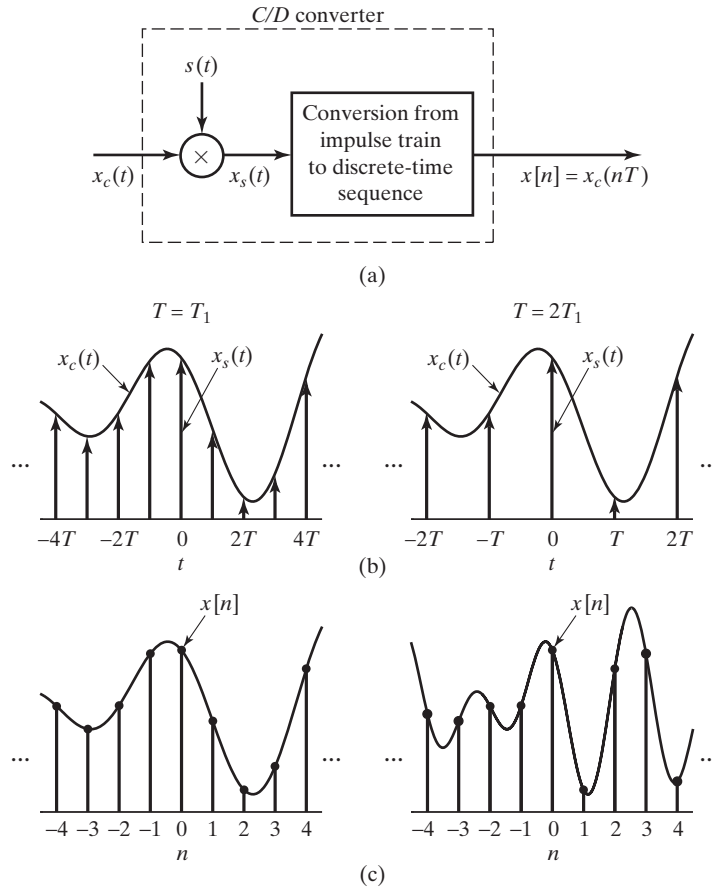 C/D converter
s(t)
×
x_c(t)
x_s(t)
Conversion from
impulse train
to discrete-time
sequence
x[n] = x_c(nT)
(a)
T = T_1
T = 2T_1
x_c(t)
x_s(t)
x_c(t)
x_s(t)
... ... ... ..
−4T −2T 0 2T 4T
t
−2T −T 0 T 2T
t
(b)
x[n]
x[n]
... ... ... ..
−4 −3 −2 −1 0 1 2 3 4
n
−4 −3 −2 −1 0 1 2 3 4
n
(c)